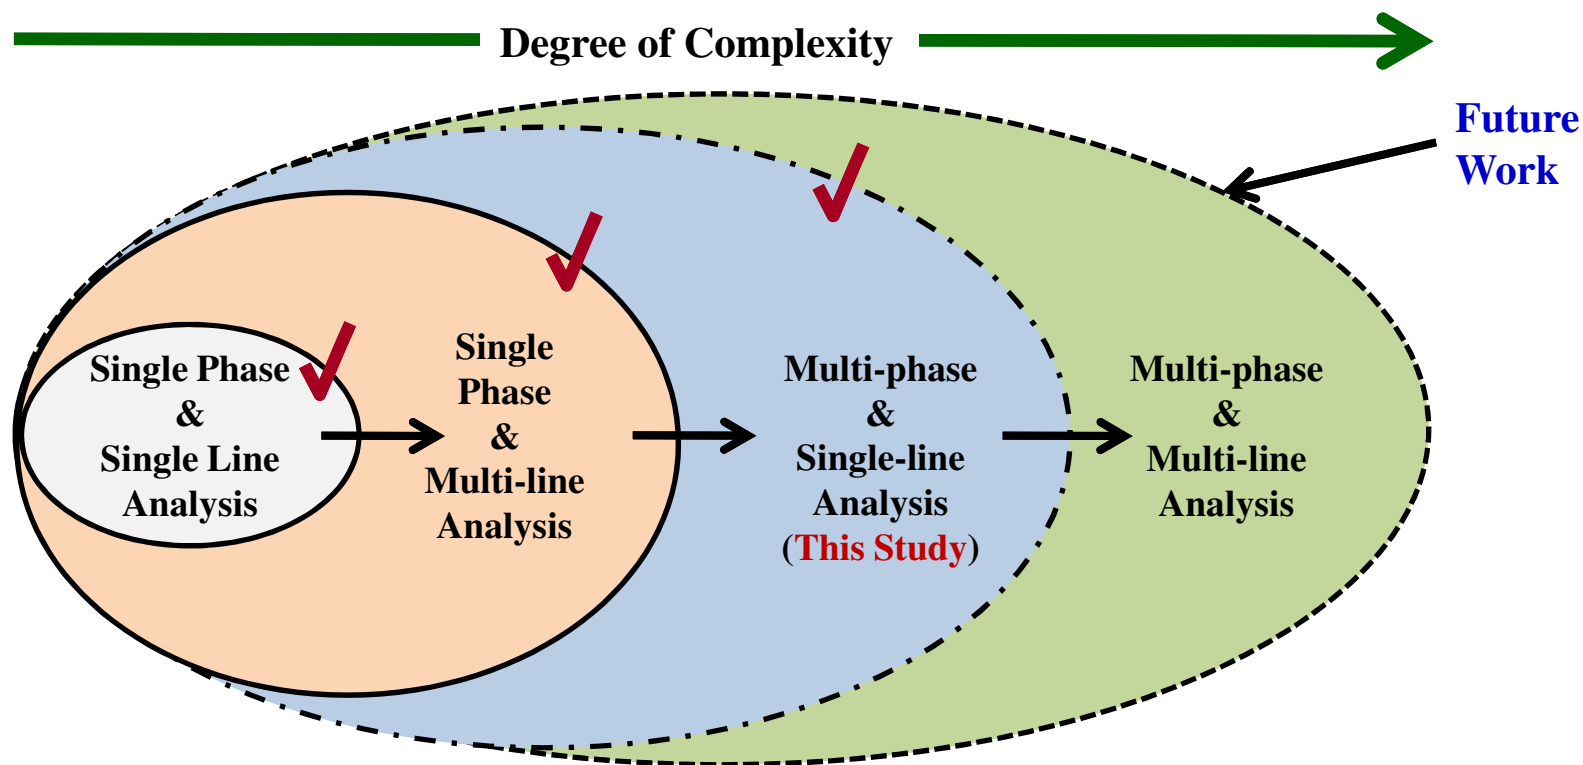 Degree of Complexity
Future
Work
Single Phase
&
Single Line
Analysis
Single
Phase
&
Multi-line
Analysis
Multi-phase
&
Single-line
Analysis
(This Study)
Multi-phase
&
Multi-line
Analysis